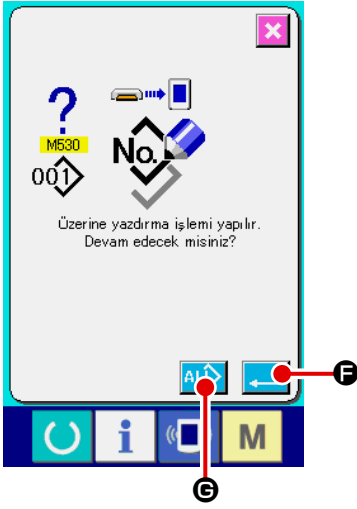 ?
M530
001
No.
Üzerine yazdırma işlemi yapılır.
Devam edecek misiniz?
ALL
F
i
M
G